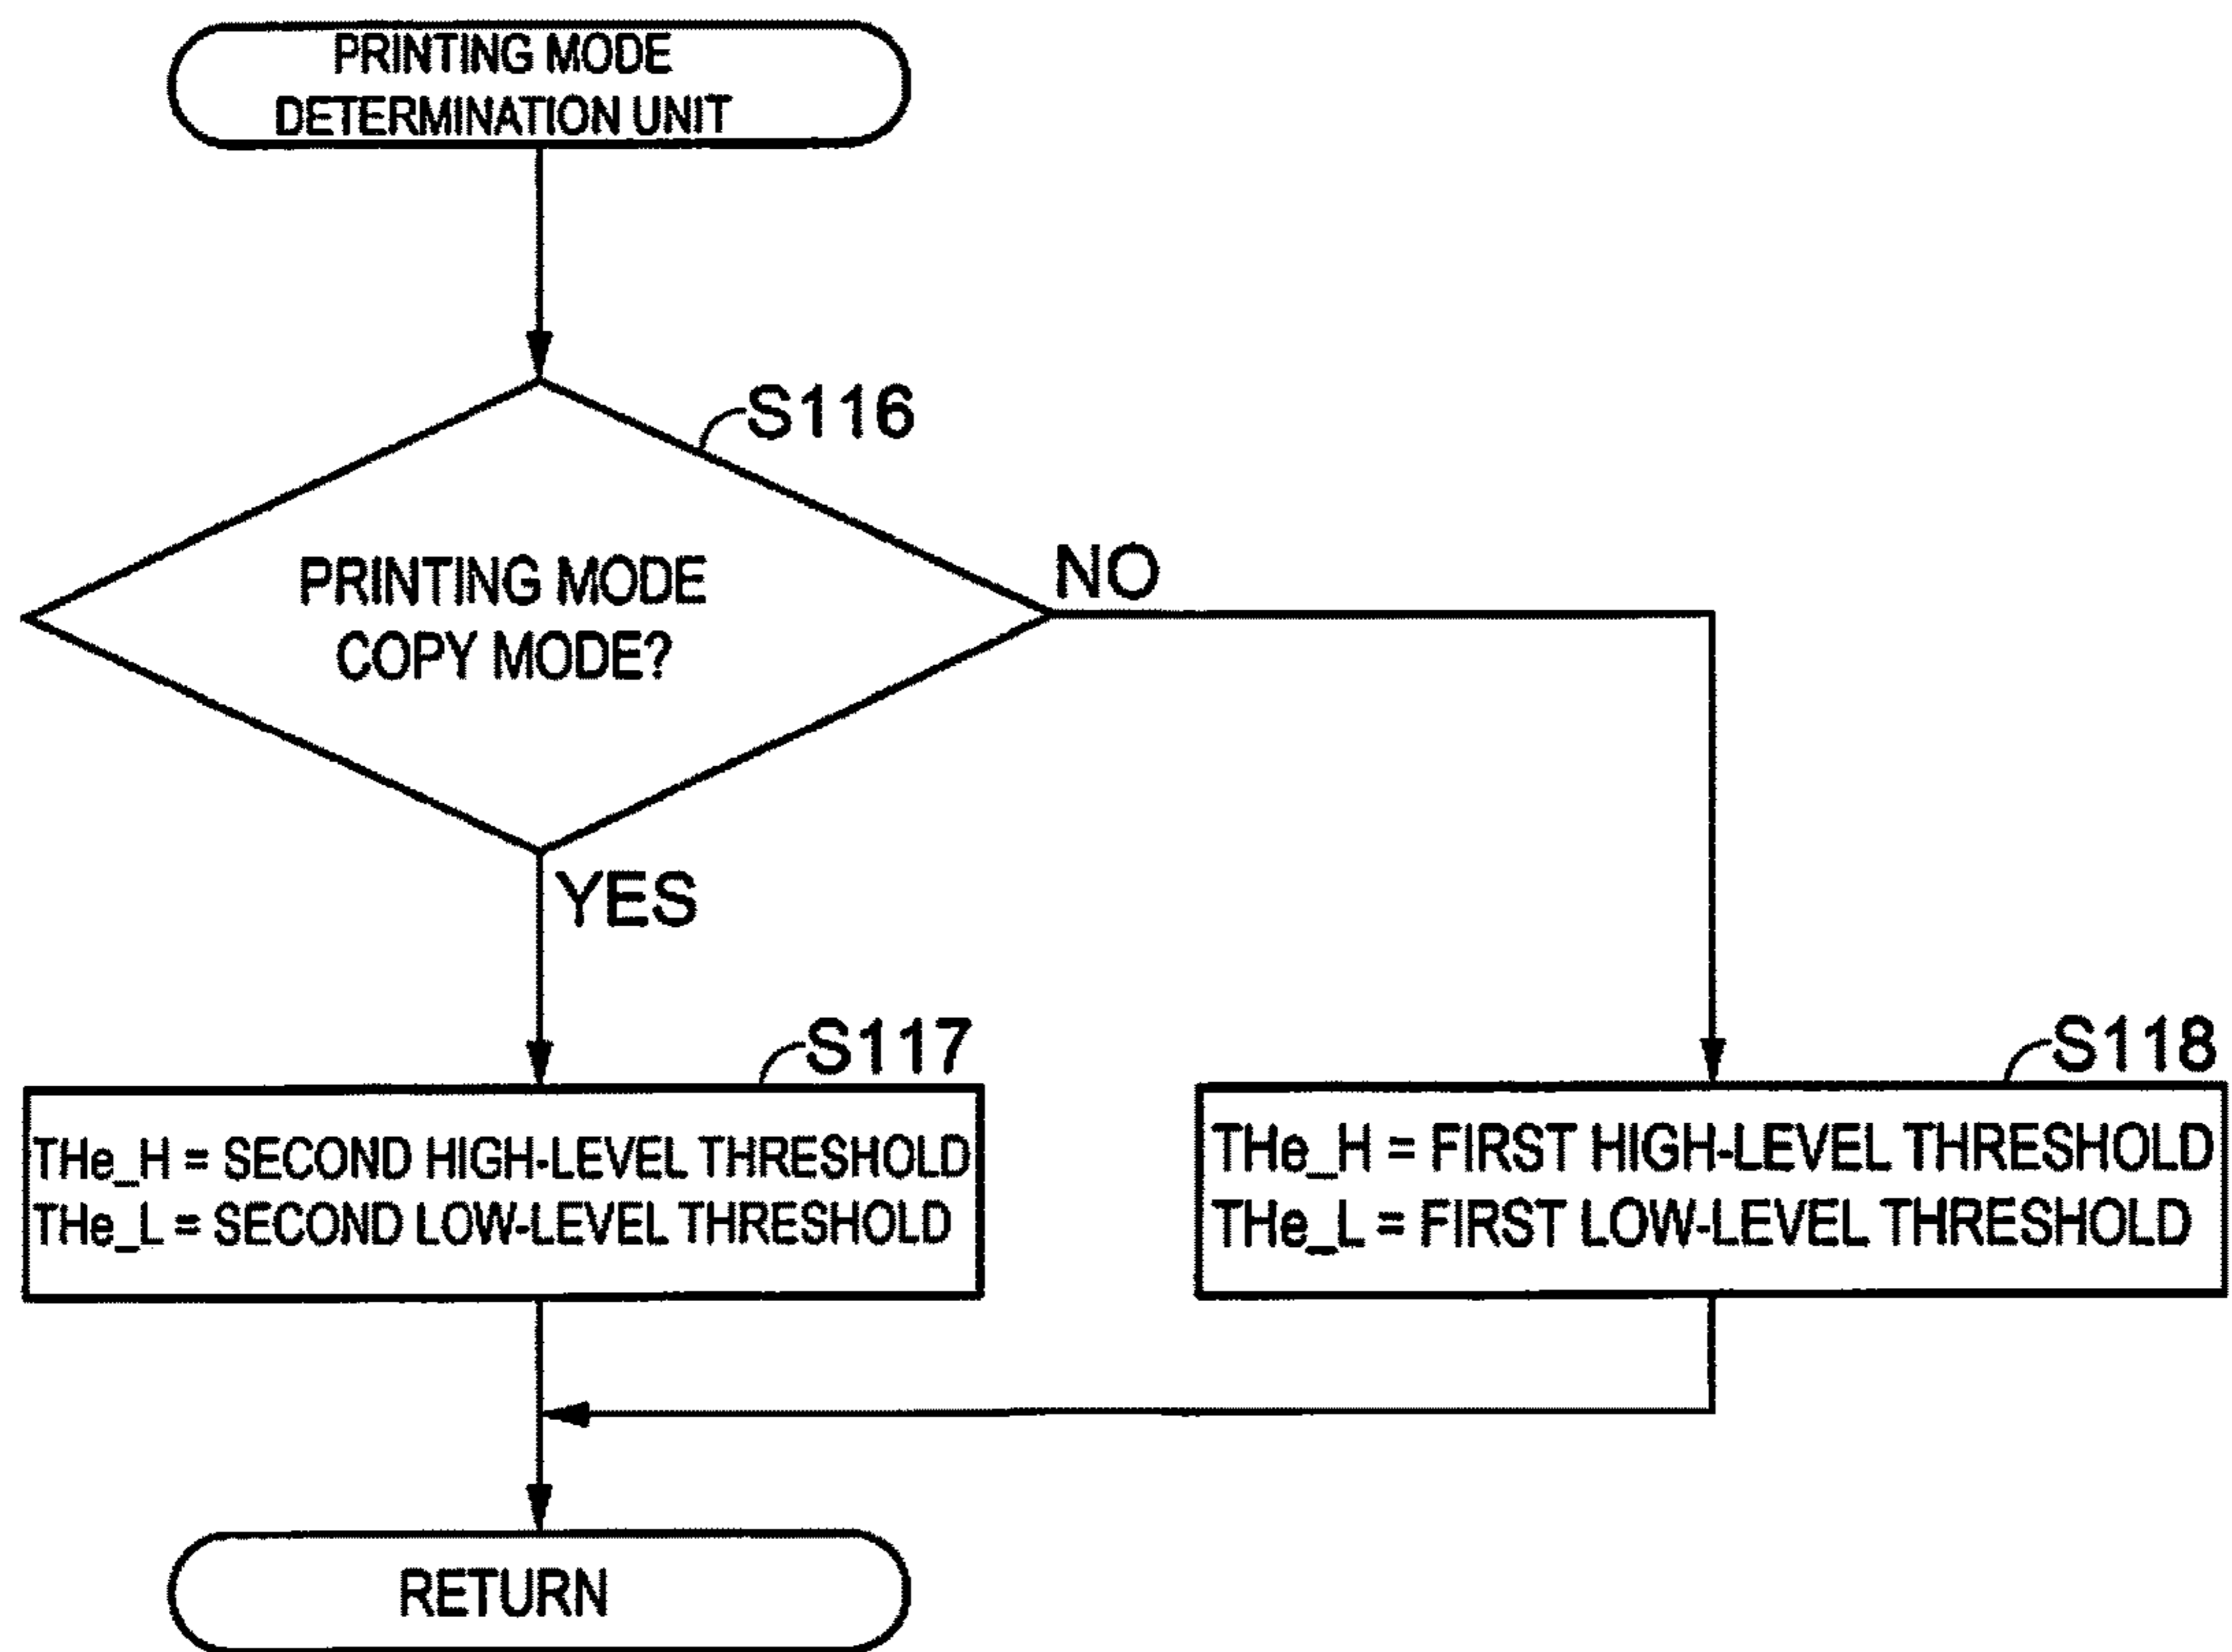 PRINTING MODE
DETERMINATION UNIT
S116
PRINTING MODE
COPY MODE?
NO
YES
S117
THe_H = SECOND HIGH-LEVEL THRESHOLD
THe_L = SECOND LOW-LEVEL THRESHOLD
S118
THe_H = FIRST HIGH-LEVEL THRESHOLD
THe_L = FIRST LOW-LEVEL THRESHOLD
RETURN